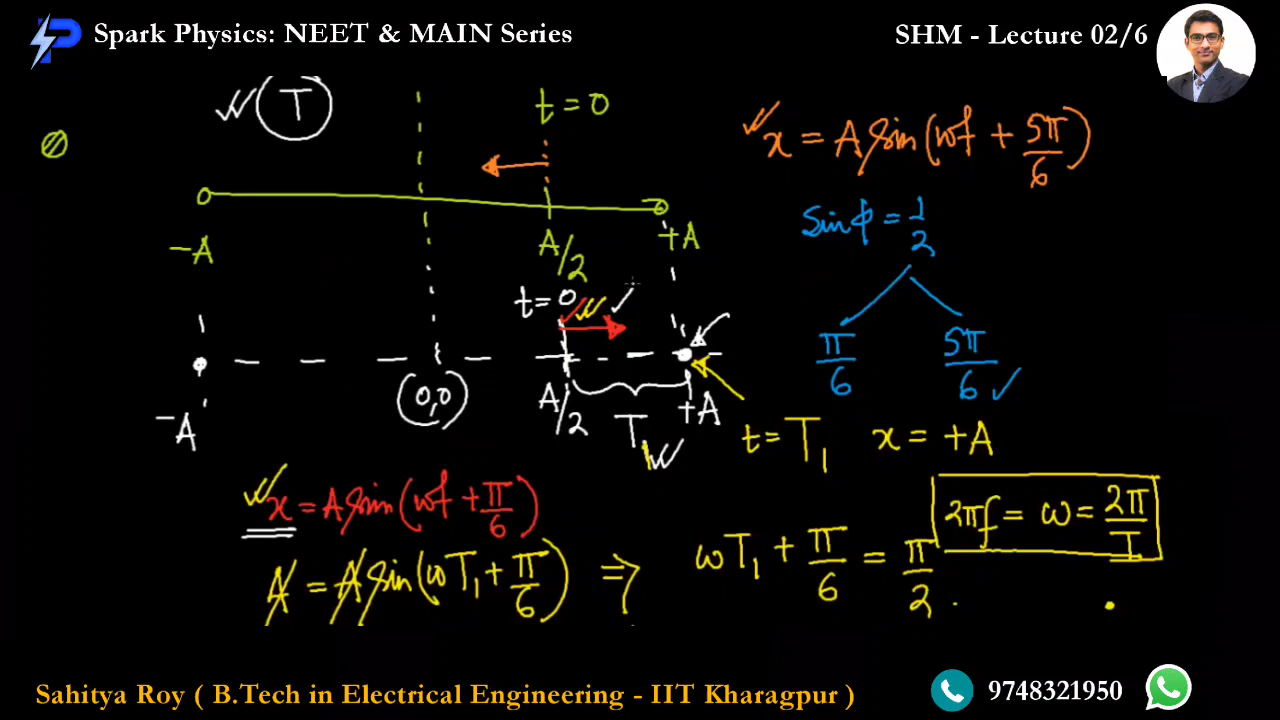 Spark Physics: NEET & MAIN Series
SHM - Lecture 02/6
T
t = 0
x = A sin(ωt + 5π/6)
-A
A/2
+A
sinφ = 1/2
t = 0
π/6
5π/6
-A
(0,0)
A/2
+A
T₁
t = T₁ x = +A
x = A sin(ωt + π/6)
2πf = ω = 2π/T
A = A sin(ωT₁ + π/6) ⇒ ωT₁ + π/6 = π/2
Sahitya Roy ( B.Tech in Electrical Engineering - IIT Kharagpur )
9748321950